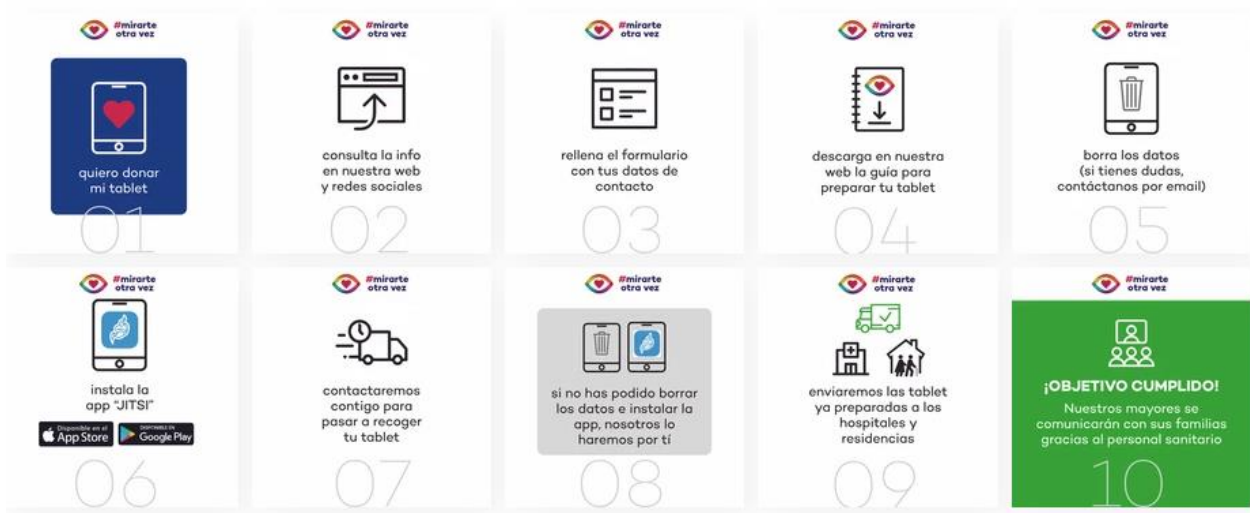 #mirarte
otra vez
quiero donar
mi tablet
01
#mirarte
otra vez
consulta la info
en nuestra web
y redes sociales
02
#mirarte
otra vez
rellena el formulario
con tus datos de
contacto
03
#mirarte
otra vez
descarga en nuestra
web la guía para
preparar tu tablet
04
#mirarte
otra vez
borra los datos
(si tienes dudas,
contáctanos por email)
05
#mirarte
otra vez
instala la
app “JITSI”
Disponible en el
App Store
DISPONIBLE EN
Google Play
06
#mirarte
otra vez
contactaremos
contigo para
pasar a recoger
tu tablet
07
#mirarte
otra vez
si no has podido borrar
los datos e instalar la
app, nosotros lo
haremos por tí
08
#mirarte
otra vez
enviaremos las tablet
ya preparadas a los
hospitales y
residencias
09
#mirarte
otra vez
¡OBJETIVO CUMPLIDO!
Nuestros mayores se
comunicarán con sus familias
gracias al personal sanitario
10